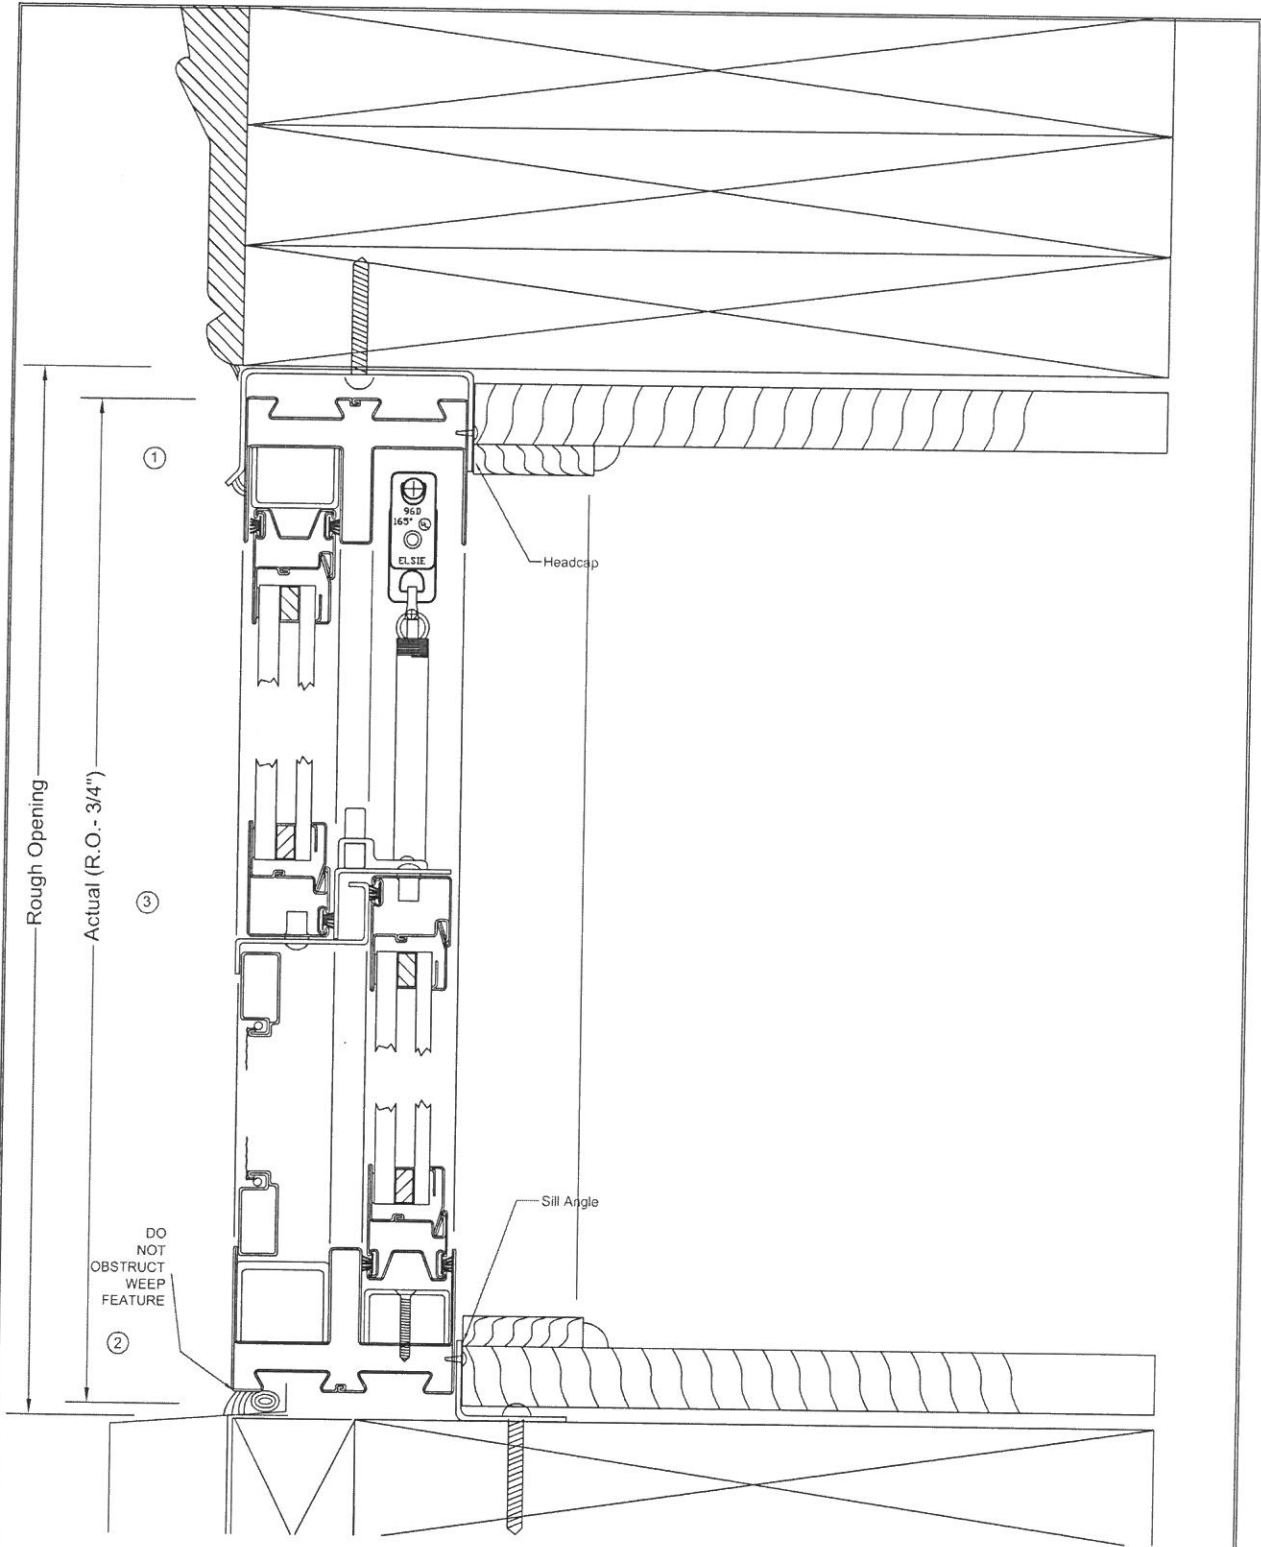 1
96D
165° UL
ELSIE
Headcap
Rough Opening
Actual (R.O.- 3/4")
3
Sill Angle
DO
NOT
OBSTRUCT
WEEP
FEATURE
2